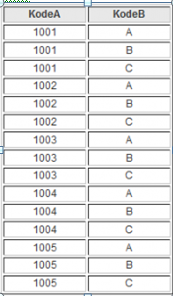 KodeA KodeB
1001 A
1001 B
1001 C
1002 A
1002 B
1002 C
1003 A
1003 B
1003 C
1004 A
1004 B
1004 C
1005 A
1005 B
1005 C